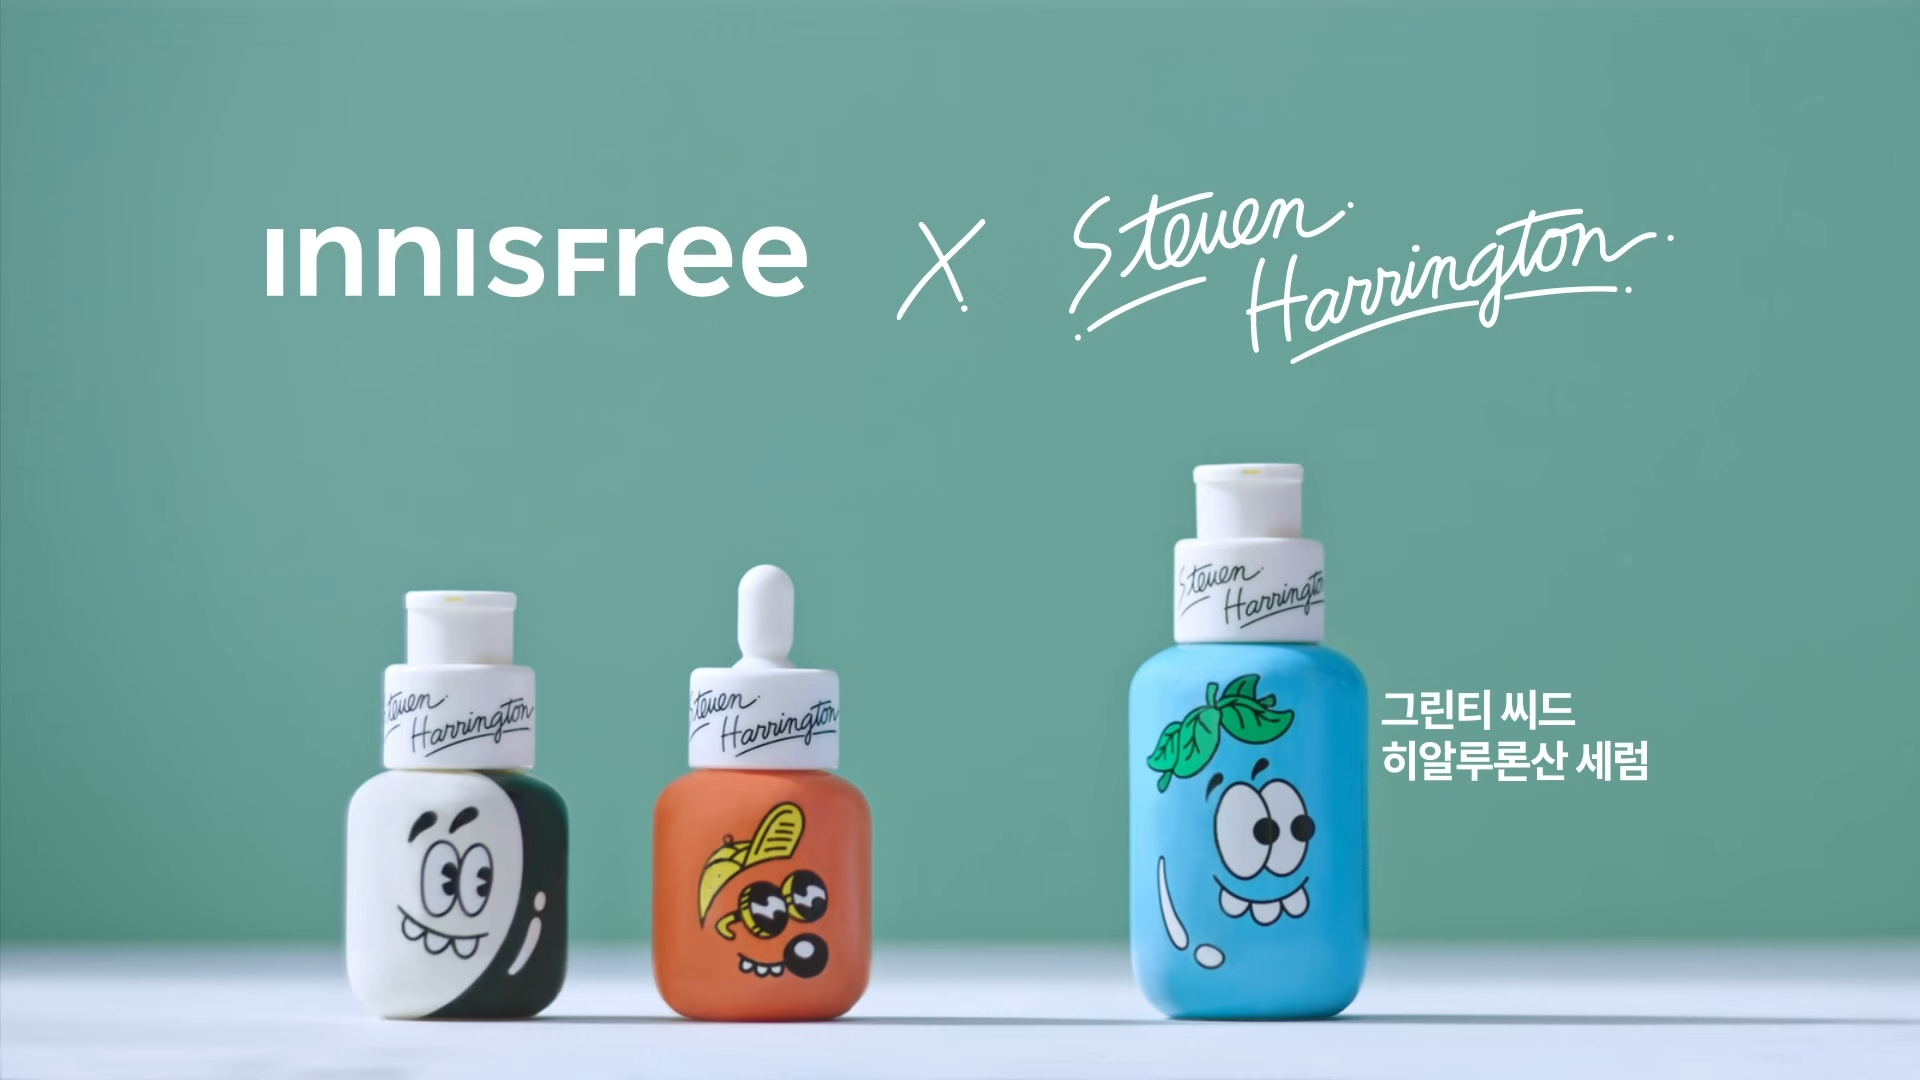 innisfree X Steven Harrington
Steven Harrington
Steven Harrington
Steven Harrington
그린티 씨드
히알루론산 세럼